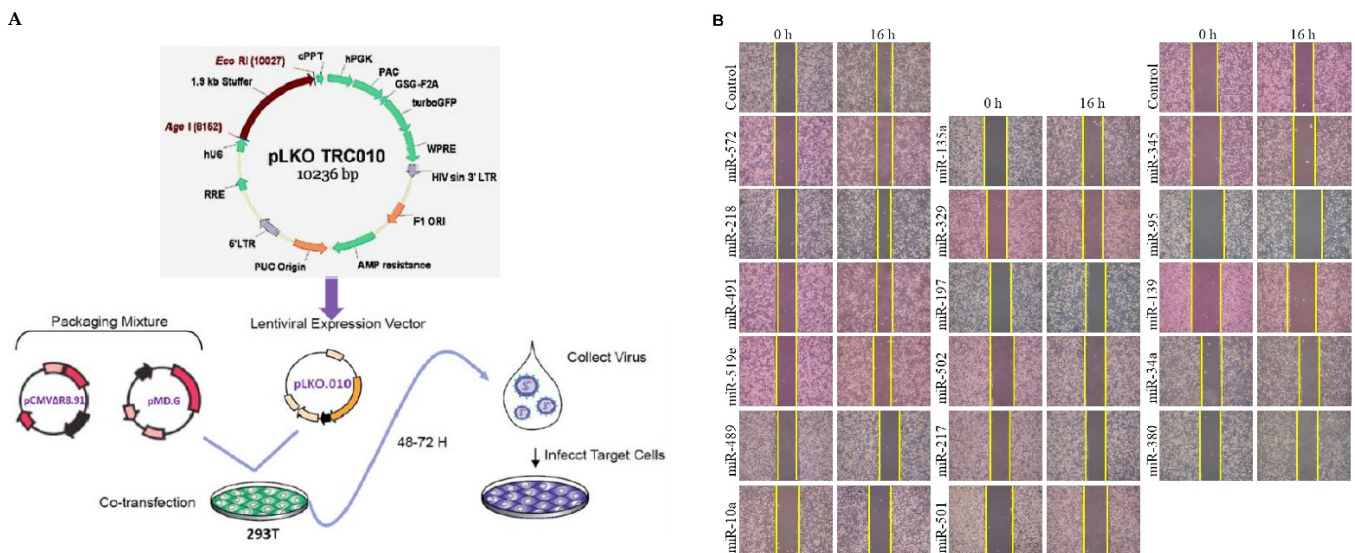 A
cPPT
hPGK
Eco RI (10027)
PAC
1.9 kb Stuffer
GSG-F2A
turboGFP
Age I (8152)
hU6
WPRE
pLKO TRC010
10236 bp
HIV sin 3' LTR
RRE
F1 ORI
5'LTR
PUC Origin
AMP resistance
Packaging Mixture
Lentiviral Expression Vector
Collect Virus
pCMVΔR8.91
pMD.G
pLKO.010
48-72 H
Infecct Target Cells
Co-transfection
293T
B
0 h
16 h
Control
miR-572
miR-218
miR-491
miR-519e
miR-489
miR-10a
0 h
16 h
miR-135a
miR-329
miR-197
miR-502
miR-217
miR-501
0 h
16 h
Control
miR-345
miR-95
miR-139
miR-34a
miR-380